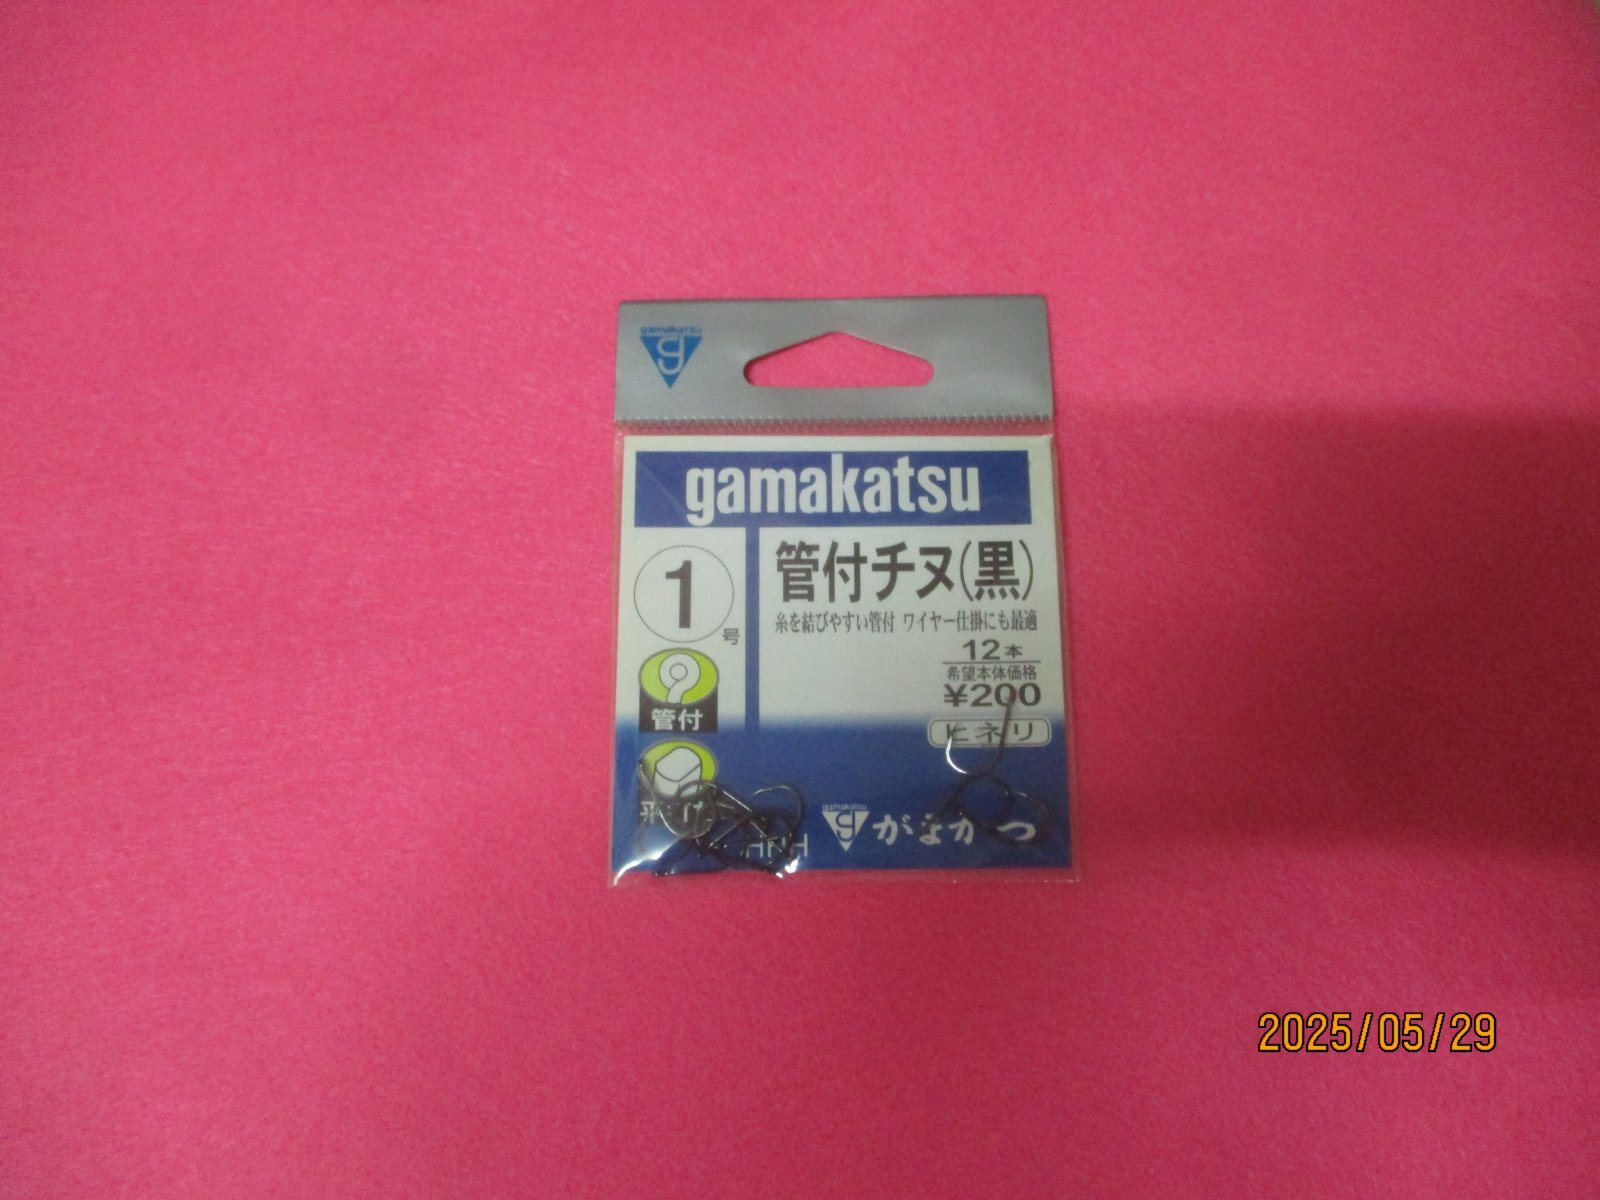 gamakatsu
g
gamakatsu
1号
管付チヌ(黒)
糸を結びやすい管付 ワイヤー仕掛にも最適
12本
希望本体価格
¥200
管付
ヒネリ
平打
gamakatsu
g
がまかつ
2025/05/29